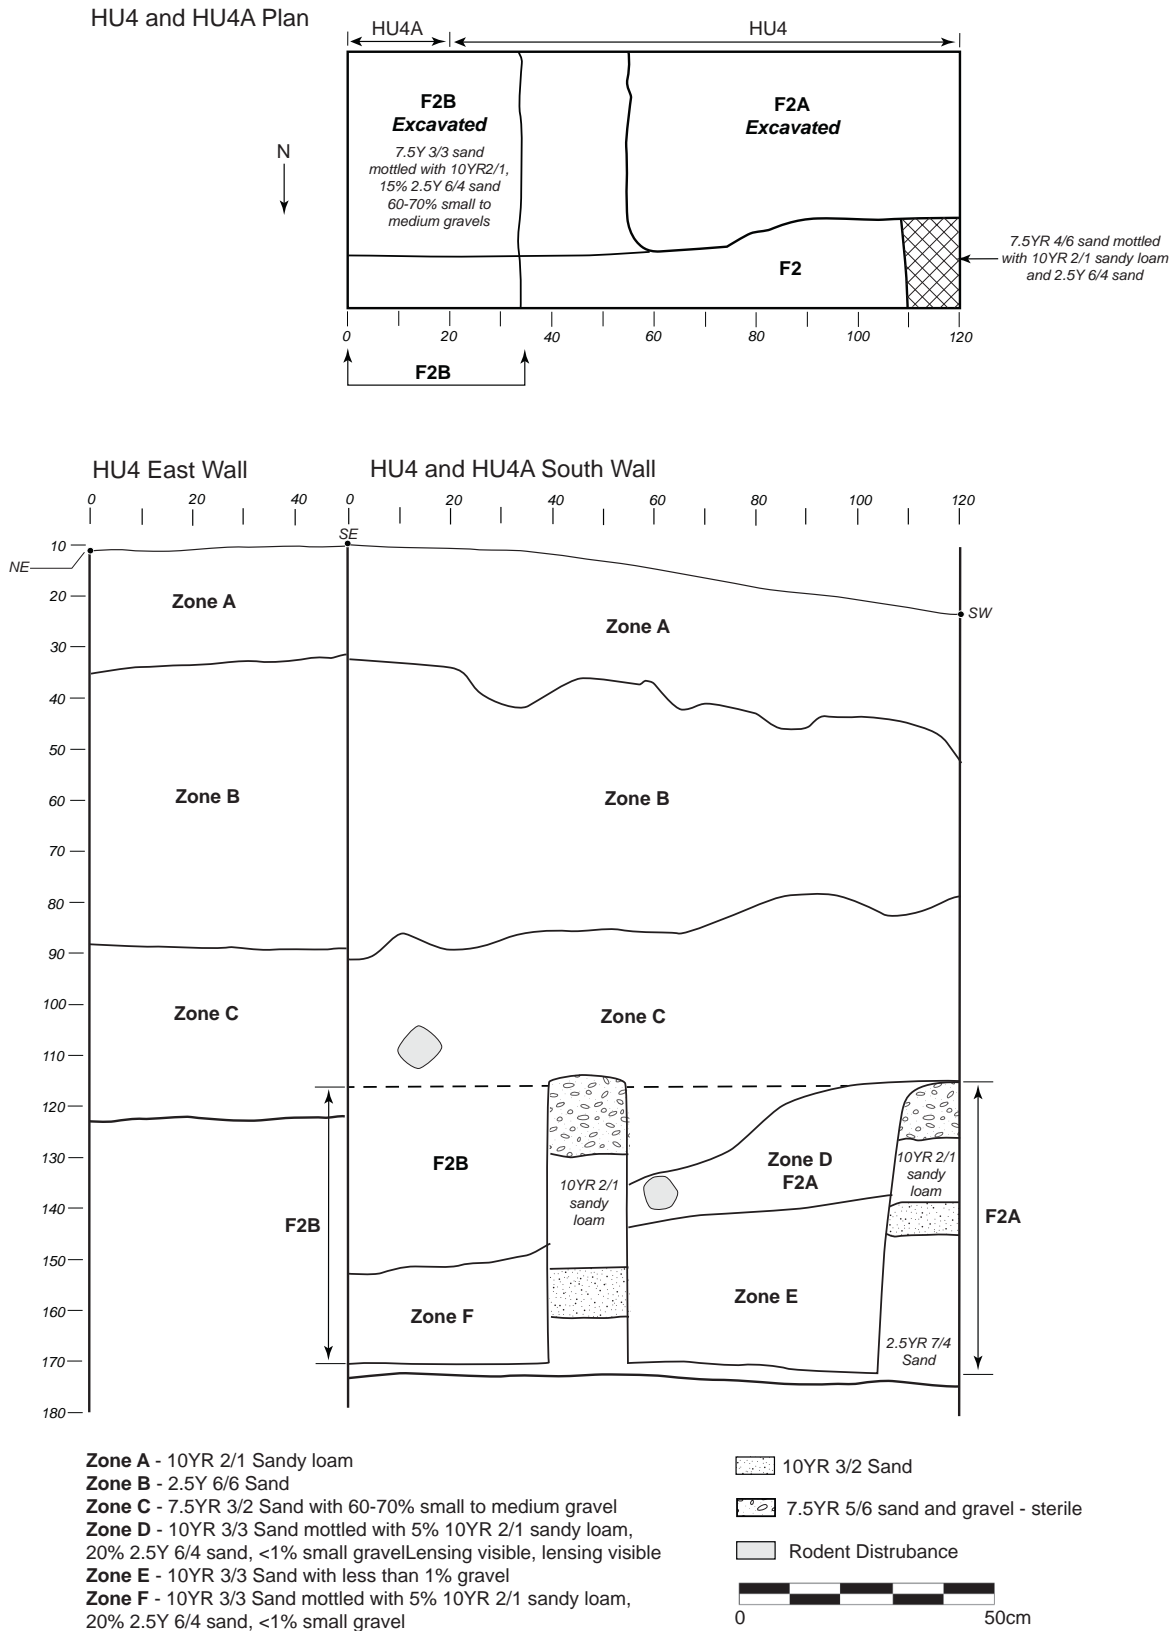 HU4 and HU4A Plan
HU4A
HU4
F2B
Excavated
7.5Y 3/3 sand
mottled with 10YR2/1,
15% 2.5Y 6/4 sand
60-70% small to
medium gravels
F2A
Excavated
N
F2
7.5YR 4/6 sand mottled
with 10YR 2/1 sandy loam
and 2.5Y 6/4 sand
0 20 40 60 80 100 120
F2B
HU4 East Wall
HU4 and HU4A South Wall
0 20 40
0 20 40 60 80 100 120
SE
10
NE
20
Zone A
Zone A
SW
30
40
50
60
Zone B
Zone B
70
80
90
100
Zone C
Zone C
110
120
130
F2B
Zone D
F2A
10YR 2/1
sandy
loam
10YR 2/1
sandy
loam
140
F2B
F2A
150
160
Zone F
Zone E
170
2.5YR 7/4
Sand
180
Zone A - 10YR 2/1 Sandy loam
Zone B - 2.5Y 6/6 Sand
Zone C - 7.5YR 3/2 Sand with 60-70% small to medium gravel
Zone D - 10YR 3/3 Sand mottled with 5% 10YR 2/1 sandy loam,
20% 2.5Y 6/4 sand, <1% small gravelLensing visible, lensing visible
Zone E - 10YR 3/3 Sand with less than 1% gravel
Zone F - 10YR 3/3 Sand mottled with 5% 10YR 2/1 sandy loam,
20% 2.5Y 6/4 sand, <1% small gravel
10YR 3/2 Sand
7.5YR 5/6 sand and gravel - sterile
Rodent Distrubance
0 50cm